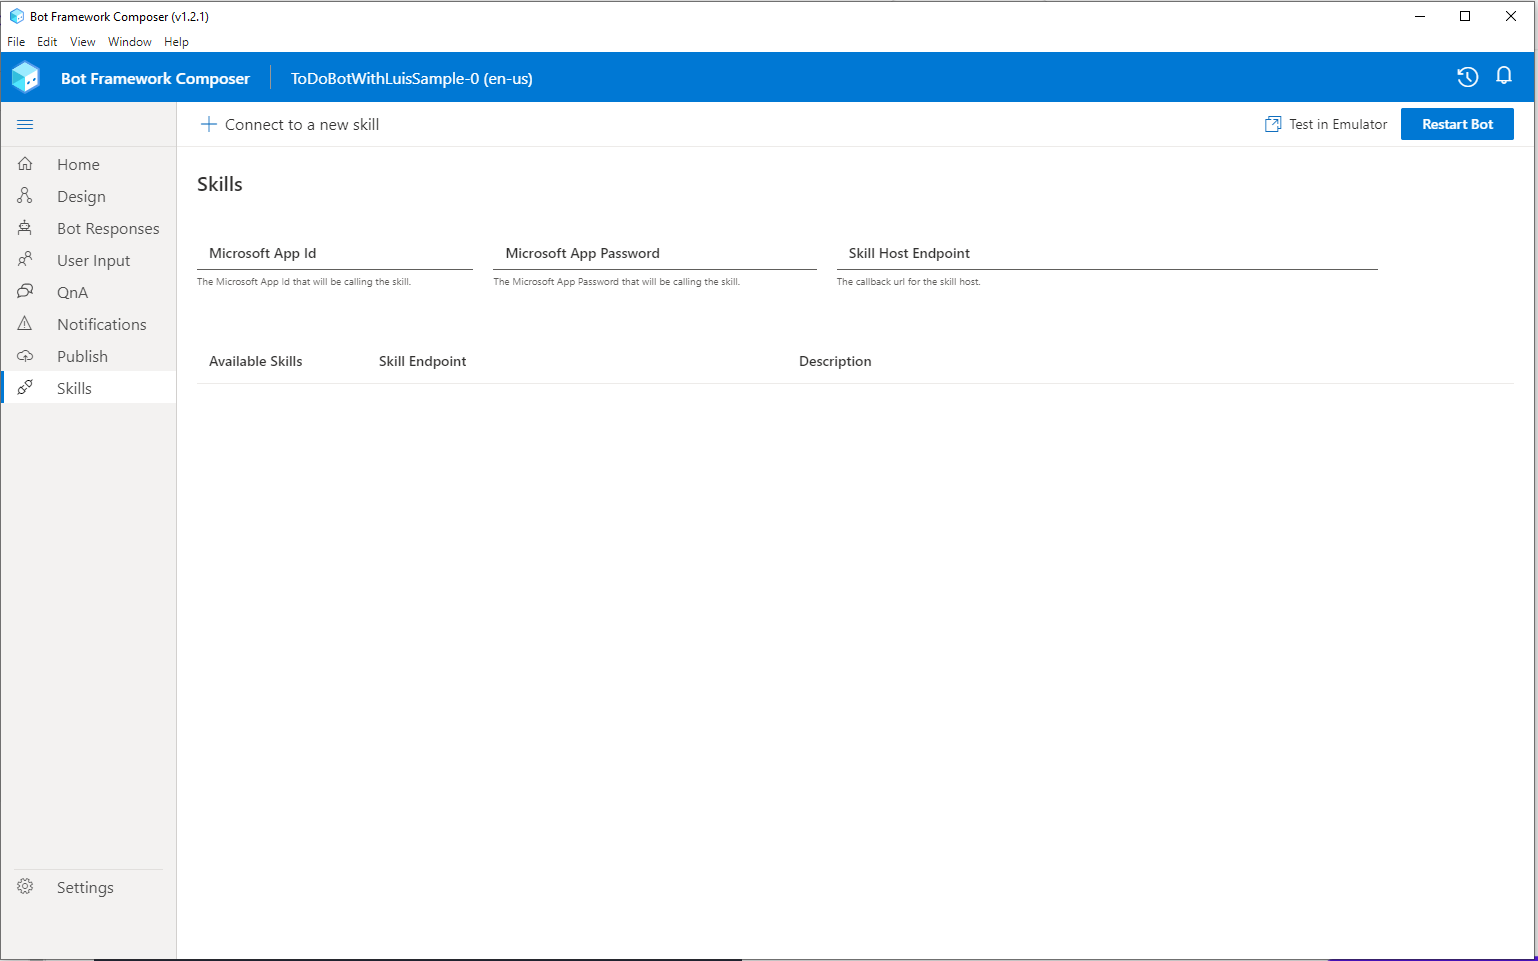 Bot Framework Composer (v1.2.1)
File Edit View Window Help
Bot Framework Composer ToDoBotWithLuisSample-0 (en-us)
Connect to a new skill Test in Emulator Restart Bot
Home
Design
Bot Responses
User Input
QnA
Notifications
Publish
Skills
Settings
Skills
Microsoft App Id Microsoft App Password Skill Host Endpoint
The Microsoft App Id that will be calling the skill. The Microsoft App Password that will be calling the skill. The callback url for the skill host.
Available Skills Skill Endpoint Description